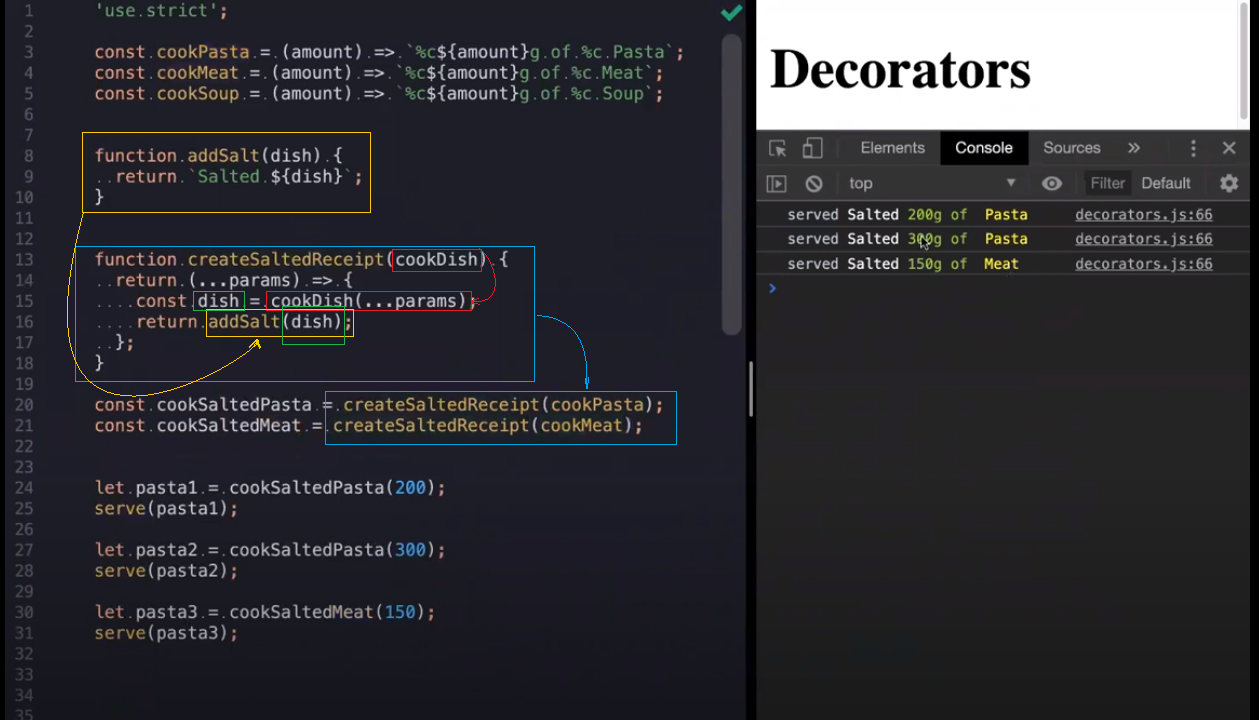 1 'use.strict';
2
3 const.cookPasta.=.(amount).=>.`%c${amount}g.of.%c.Pasta`;
4 const.cookMeat.=.(amount).=>.`%c${amount}g.of.%c.Meat`;
5 const.cookSoup.=.(amount).=>.`%c${amount}g.of.%c.Soup`;
6
7
8 function.addSalt(dish).{
9 ..return.`Salted.${dish}`;
10 }
11
12
13 function.createSaltedReceipt(cookDish).{
14 ..return.(...params).=>.{
15 ....const.dish.=.cookDish(...params);
16 ....return.addSalt(dish);
17 ..};
18 }
19
20 const.cookSaltedPasta.=.createSaltedReceipt(cookPasta);
21 const.cookSaltedMeat.=.createSaltedReceipt(cookMeat);
22
23
24 let.pasta1.=.cookSaltedPasta(200);
25 serve(pasta1);
26
27 let.pasta2.=.cookSaltedPasta(300);
28 serve(pasta2);
29
30 let.pasta3.=.cookSaltedMeat(150);
31 serve(pasta3);
32
33
34
35
Decorators
Elements Console Sources »
top Filter Default
served Salted 200g of Pasta decorators.js:66
served Salted 300g of Pasta decorators.js:66
served Salted 150g of Meat decorators.js:66